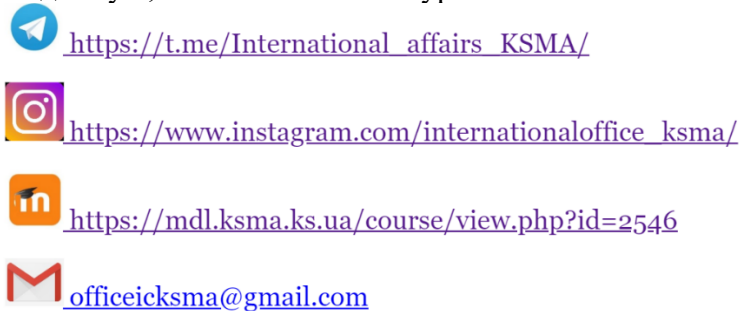 https://t.me/International_affairs_KSMA/
https://www.instagram.com/internationaloffice_ksma/
https://mdl.ksma.ks.ua/course/view.php?id=2546
officeicksma@gmail.com